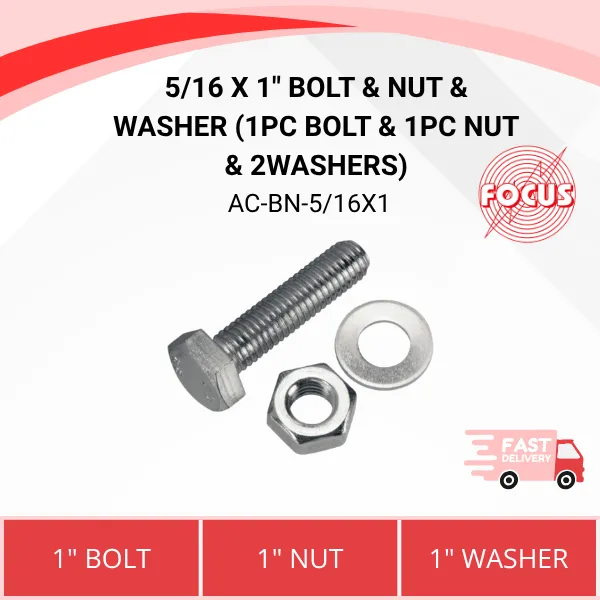 5/16 X 1" BOLT & NUT &
WASHER (1PC BOLT & 1PC NUT
& 2WASHERS)
AC-BN-5/16X1
FOCUS
FAST
DELIVERY
1" BOLT
1" NUT
1" WASHER